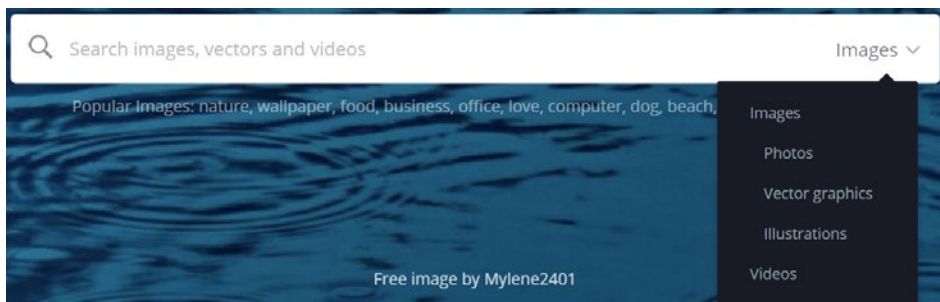 Search images, vectors and videos
Images
Popular Images: nature, wallpaper, food, business, office, love, computer, dog, beach,
Images
Photos
Vector graphics
Illustrations
Videos
Free image by Mylene2401